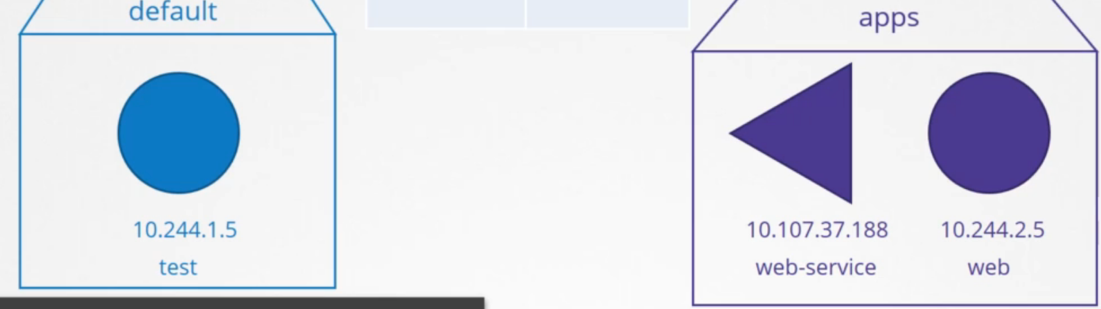 default
10.244.1.5
test
apps
10.107.37.188
web-service
10.244.2.5
web